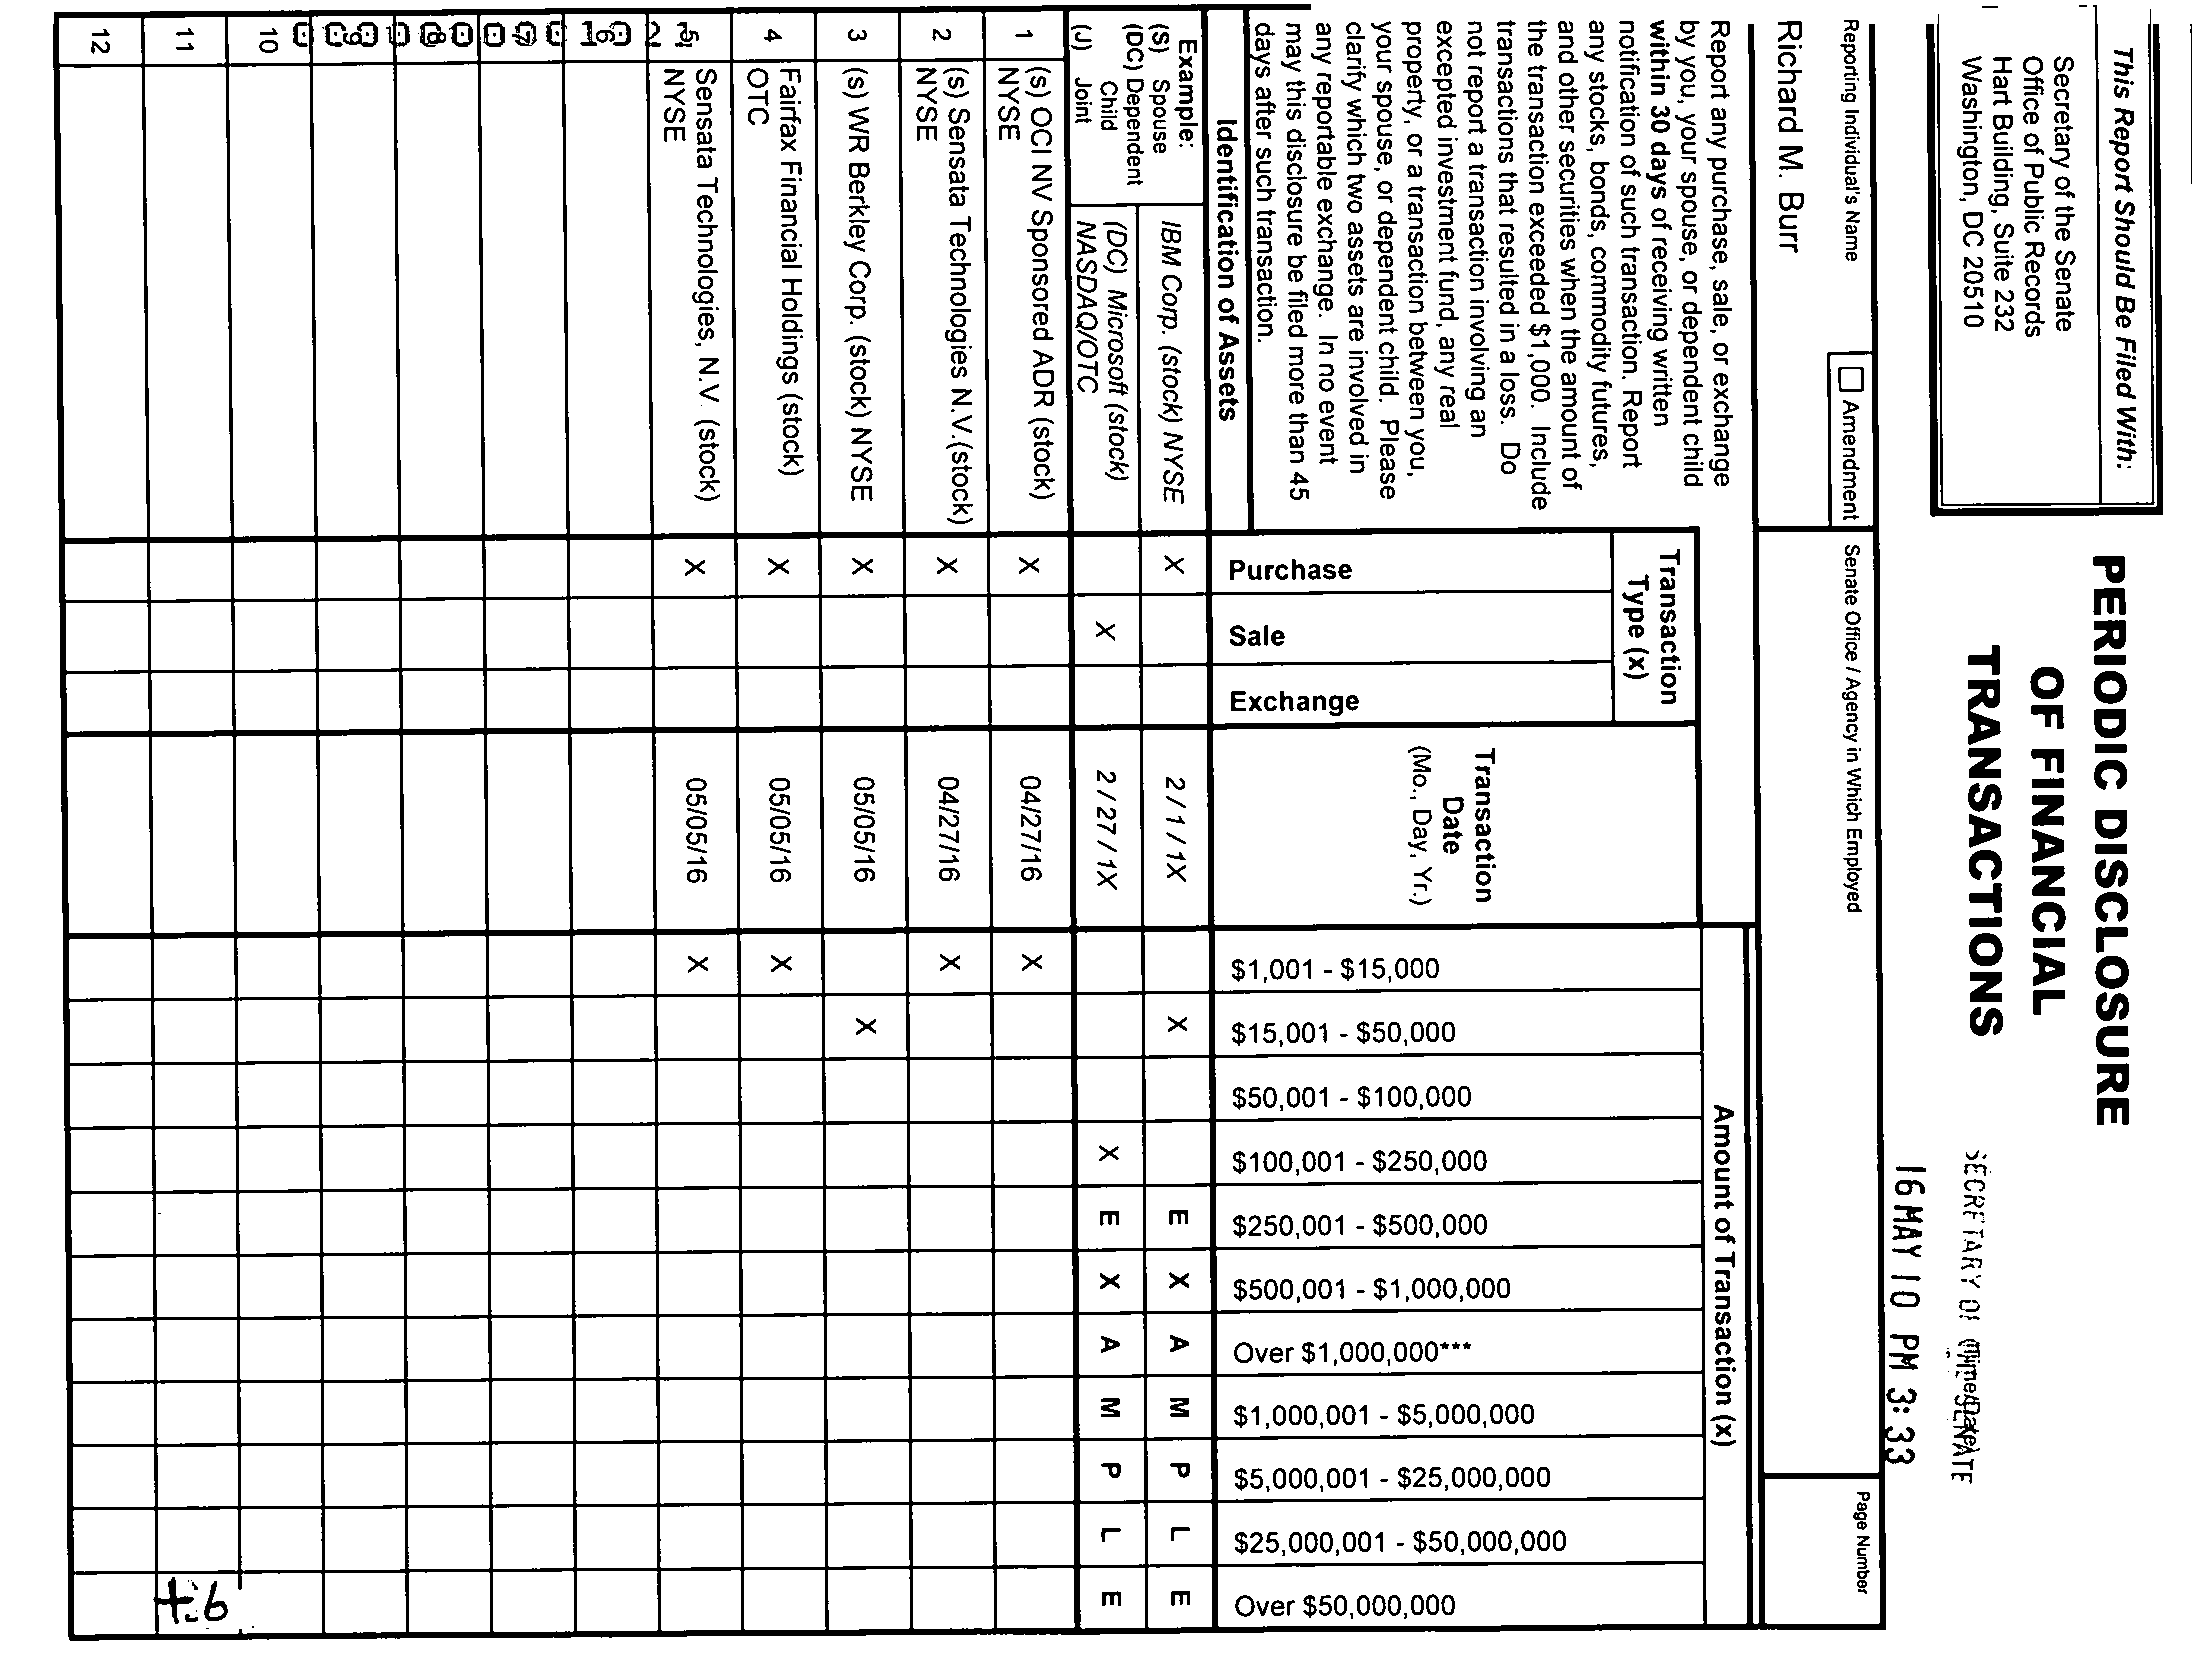 This Report Should Be Filed With:
Secretary of the Senate
Office of Public Records
Hart Building, Suite 232
Washington, DC 20510
PERIODIC DISCLOSURE
OF FINANCIAL
TRANSACTIONS
SECRETARY OF
16 MAY 10 PM 3:33
Reporting Individual's Name
Amendment
Senate Office / Agency in Which Employed
Page Number
Richard M. Burr
Report any purchase, sale, or exchange
by you, your spouse, or dependent child
within 30 days of receiving written
notification of such transaction. Report
any stocks, bonds, commodity futures,
and other securities when the amount of
the transaction exceeded $1,000. Include
transactions that resulted in a loss. Do
not report a transaction involving an
excepted investment fund, any real
property, or a transaction between you,
your spouse, or dependent child. Please
clarify which two assets are involved in
any reportable exchange. In no event
may this disclosure be filed more than 45
days after such transaction.
Identification of Assets
Transaction
Type (x)
Purchase
Sale
Exchange
Transaction
Date
(Mo., Day, Yr.)
Amount of Transaction (x)
$1,001 - $15,000
$15,001 - $50,000
$50,001 - $100,000
$100,001 - $250,000
$250,001 - $500,000
$500,001 - $1,000,000
Over $1,000,000***
$1,000,001 - $5,000,000
$5,000,001 - $25,000,000
$25,000,001 - $50,000,000
Over $50,000,000
Example:
(S) Spouse
(DC) Dependent
Child
(J) Joint
IBM Corp. (stock) NYSE X 2 / 1 / 1X X E X A M P L E
(DC) Microsoft (stock)
NASDAQ/OTC X 2 / 27 / 1X X E X A M P L E
1 (s) OCI NV Sponsored ADR (stock)
NYSE X 04/27/16 X
2 (s) Sensata Technologies N.V.(stock)
NYSE X 04/27/16 X
3 (s) WR Berkley Corp. (stock) NYSE X 05/05/16 X
4 Fairfax Financial Holdings (stock)
OTC X 05/05/16 X
5 Sensata Technologies, N.V. (stock)
NYSE X 05/05/16 X
10
11
12